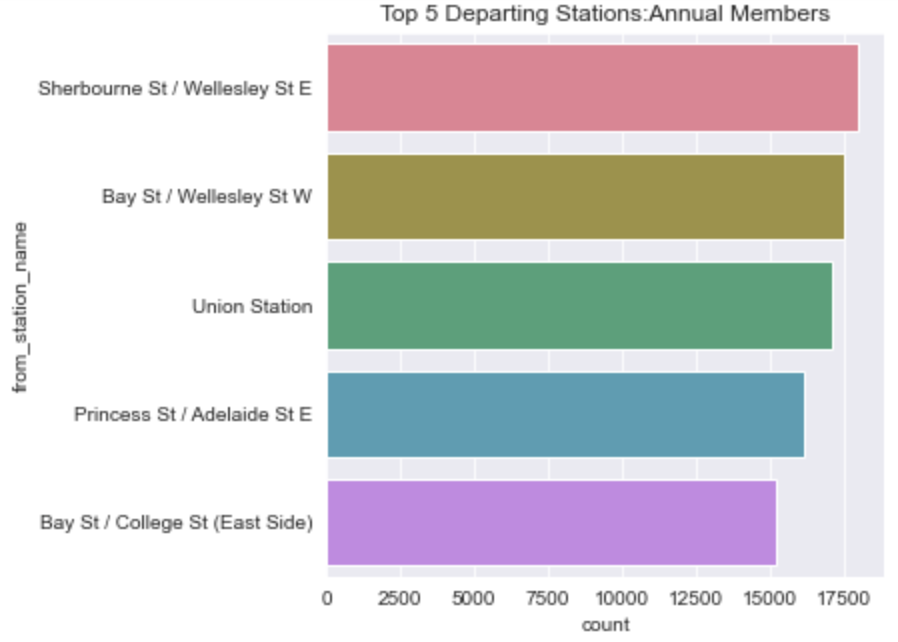 Top 5 Departing Stations:Annual Members
Sherbourne St / Wellesley St E
Bay St / Wellesley St W
Union Station
Princess St / Adelaide St E
Bay St / College St (East Side)
from_station_name
0 2500 5000 7500 10000 12500 15000 17500
count